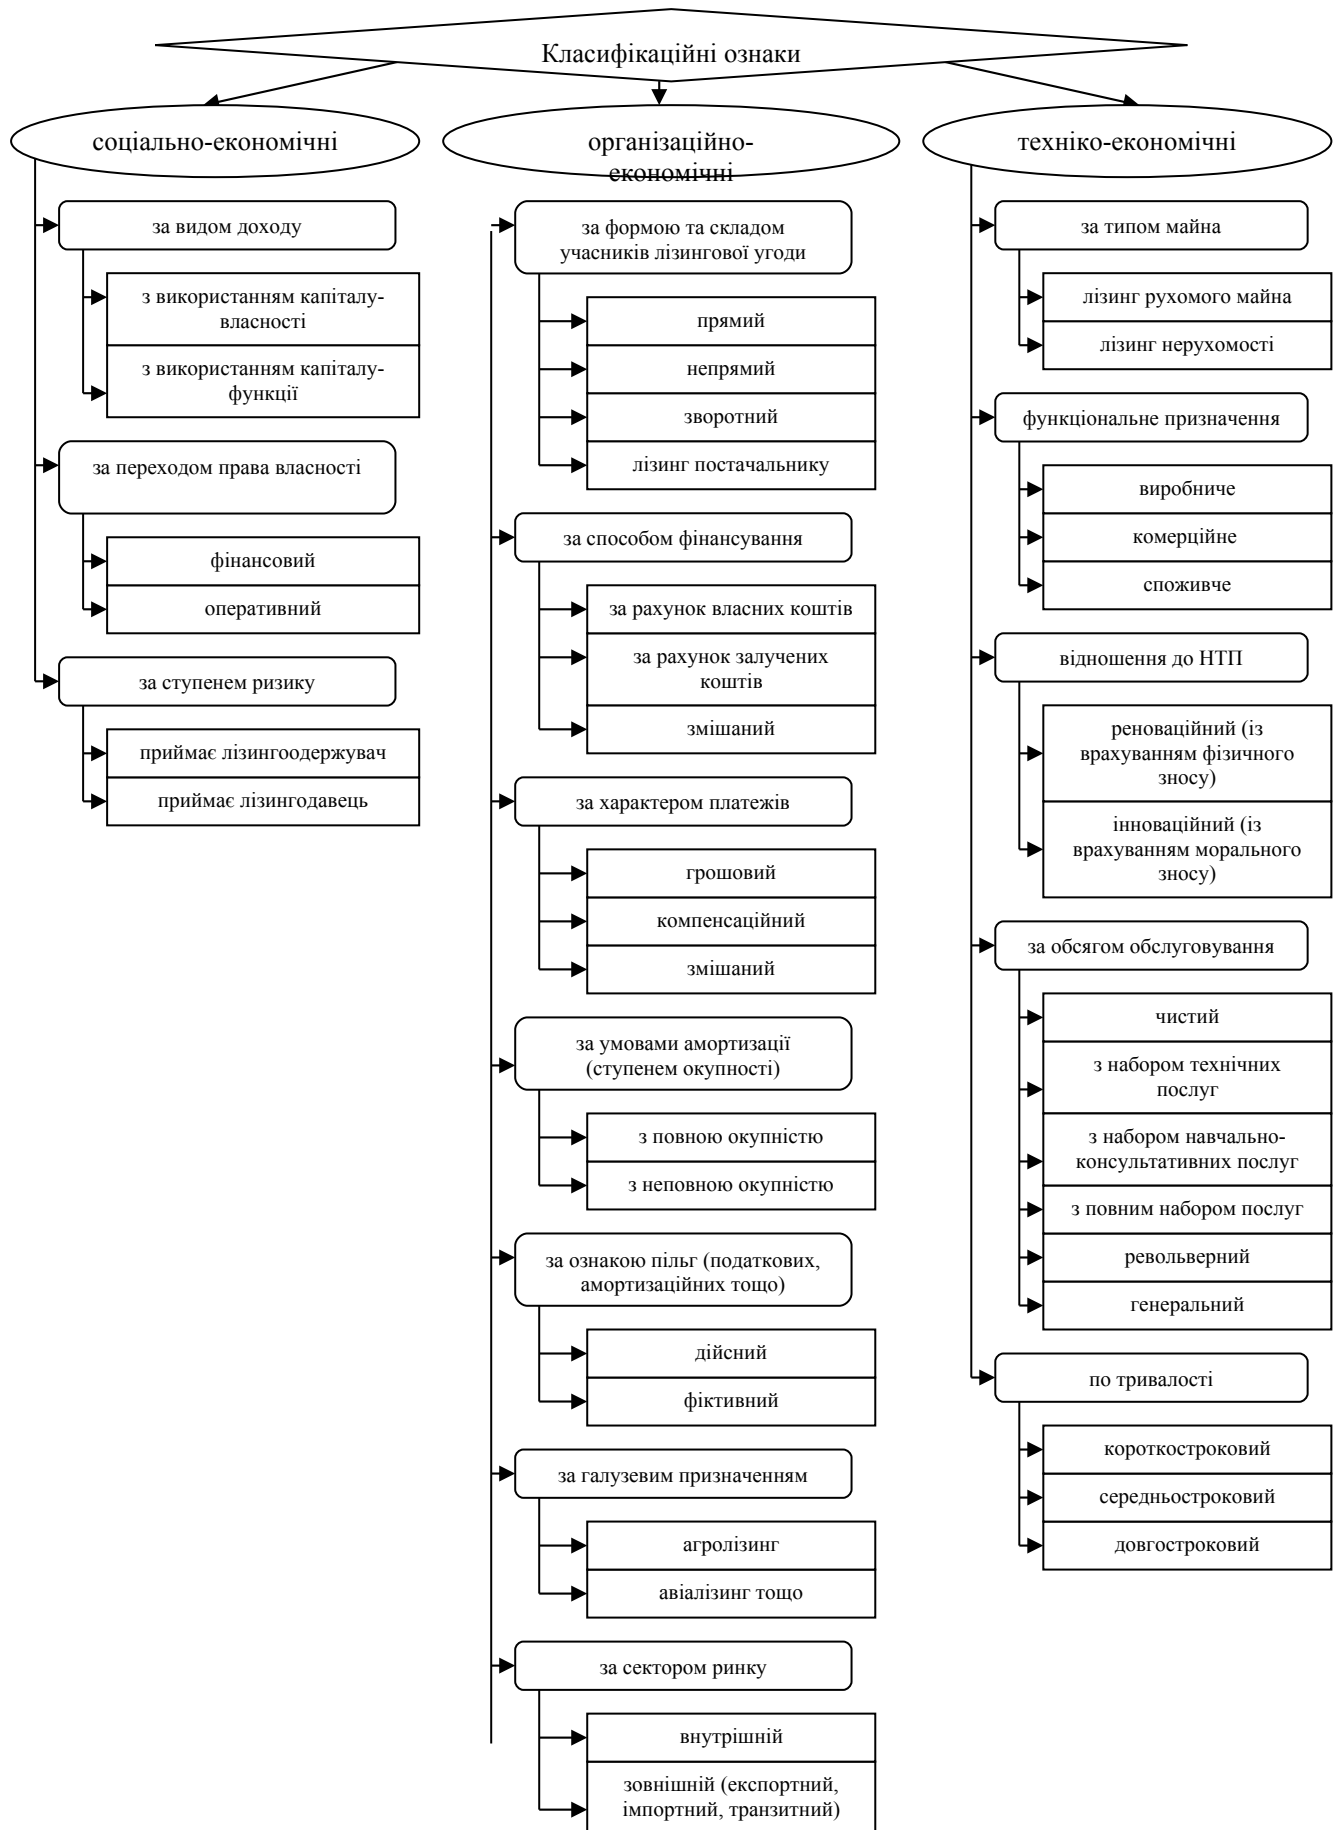 Класифікаційні ознаки
соціально-економічні
за видом доходу
з використанням капіталу-
власності
з використанням капіталу-
функції
за переходом права власності
фінансовий
оперативний
за ступенем ризику
приймає лізингоодержувач
приймає лізингодавець
організаційно-
економічні
за формою та складом
учасників лізингової угоди
прямий
непрямий
зворотний
лізинг постачальнику
за способом фінансування
за рахунок власних коштів
за рахунок залучених
коштів
змішаний
за характером платежів
грошовий
компенсаційний
змішаний
за умовами амортизації
(ступенем окупності)
з повною окупністю
з неповною окупністю
за ознакою пільг (податкових,
амортизаційних тощо)
дійсний
фіктивний
за галузевим призначенням
агролізинг
авіалізинг тощо
за сектором ринку
внутрішній
зовнішній (експортний,
імпортний, транзитний)
техніко-економічні
за типом майна
лізинг рухомого майна
лізинг нерухомості
функціональне призначення
виробниче
комерційне
споживче
відношення до НТП
реноваційний (із
врахуванням фізичного
зносу)
інноваційний (із
врахуванням морального
зносу)
за обсягом обслуговування
чистий
з набором технічних
послуг
з набором навчально-
консультативних послуг
з повним набором послуг
револьверний
генеральний
по тривалості
короткостроковий
середньостроковий
довгостроковий